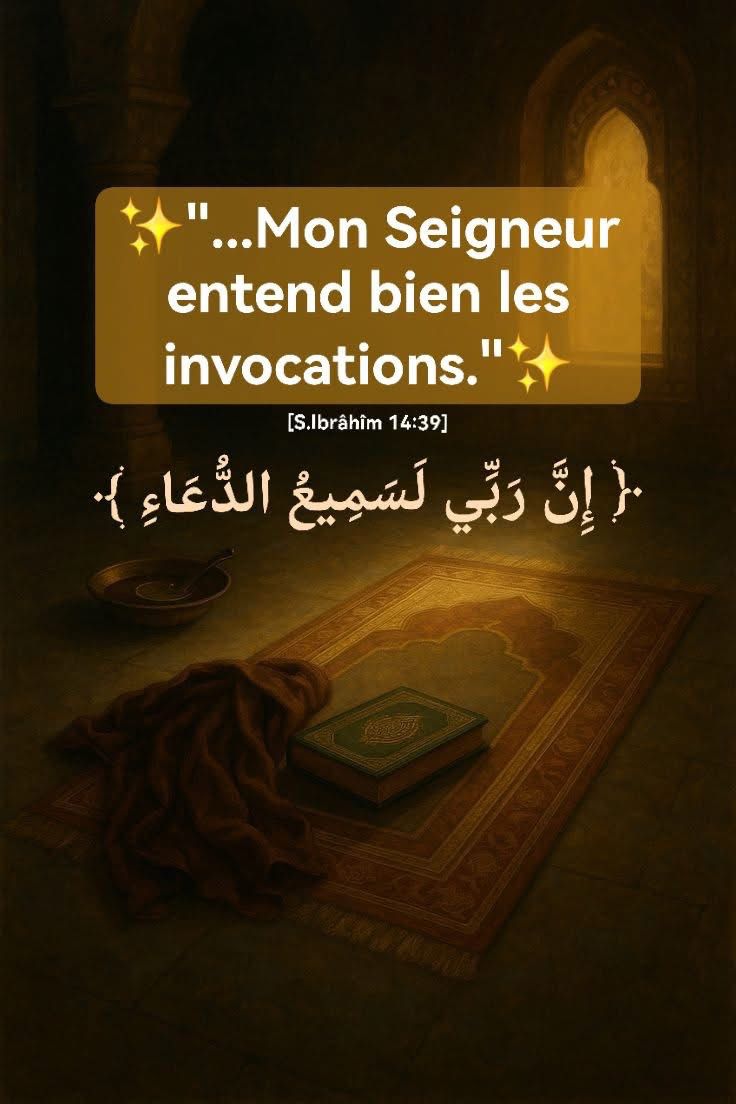 ✨"...Mon Seigneur
entend bien les
invocations."✨
[S.Ibrâhîm 14:39]
﴿ إِنَّ رَبِّي لَسَمِيعُ الدُّعَاءِ ﴾